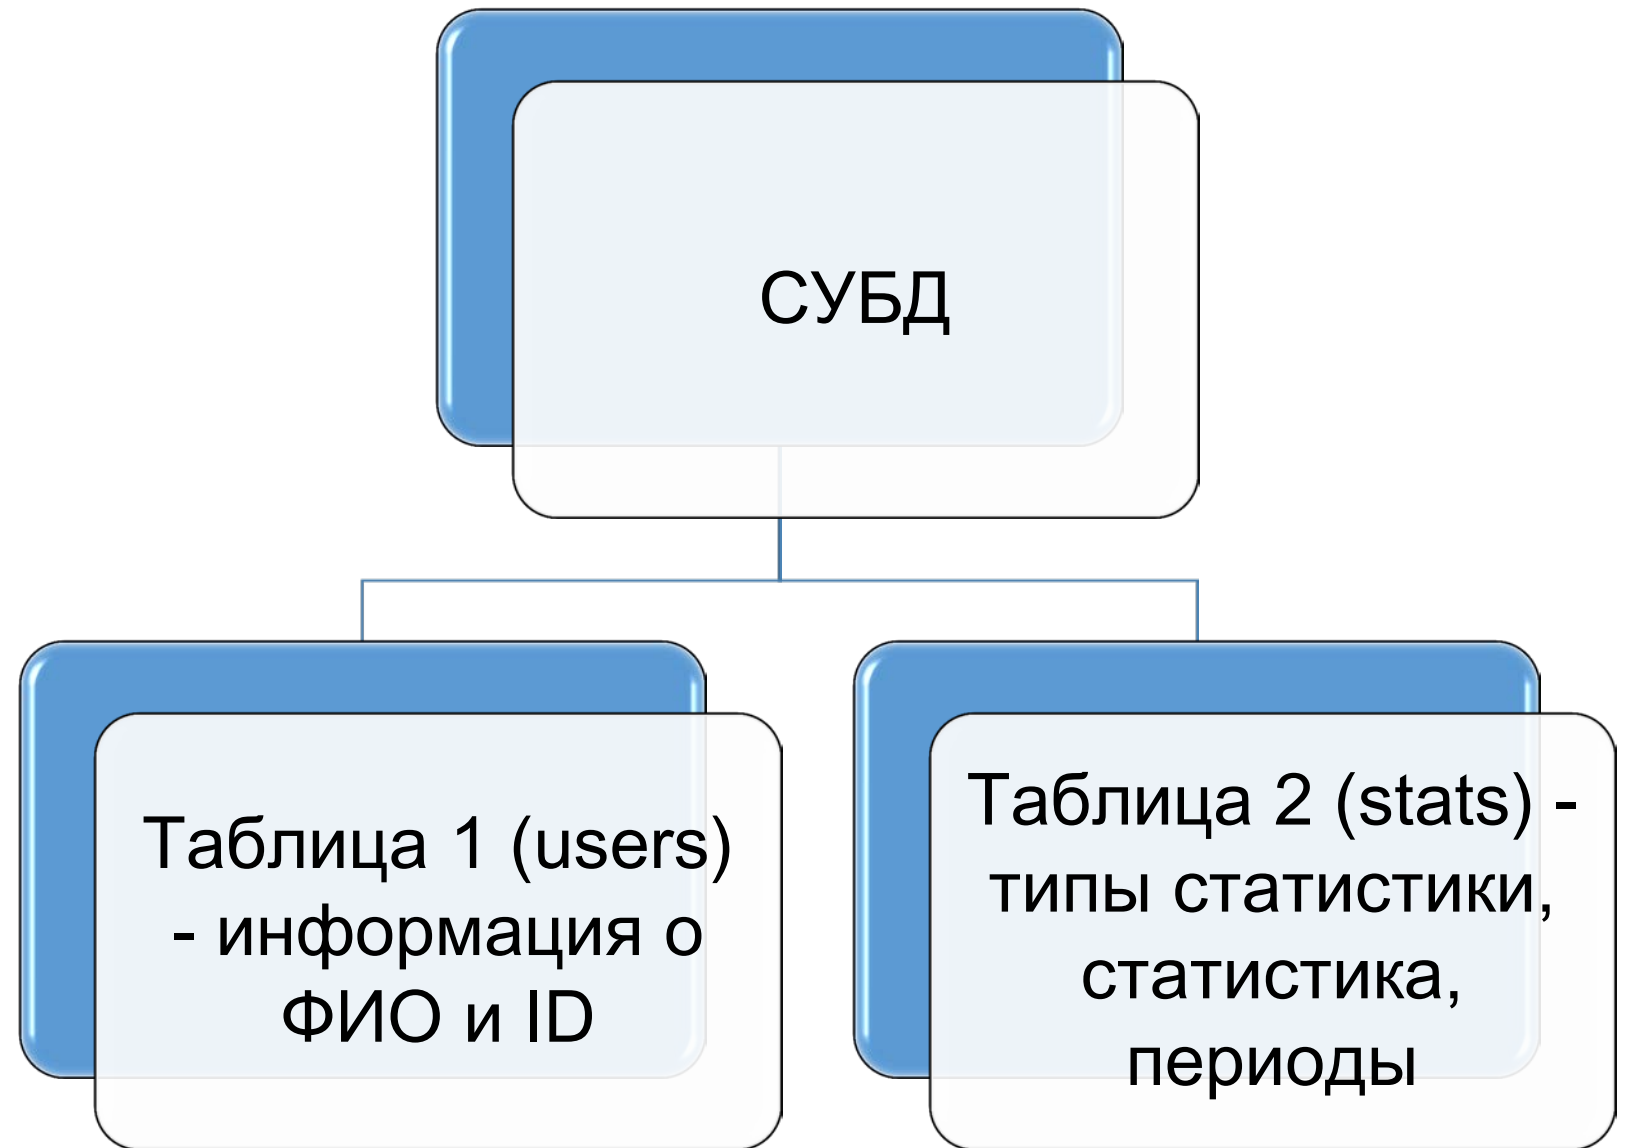 СУБД
Таблица 1 (users)
- информация о
ФИО и ID
Таблица 2 (stats) -
типы статистики,
статистика,
периоды